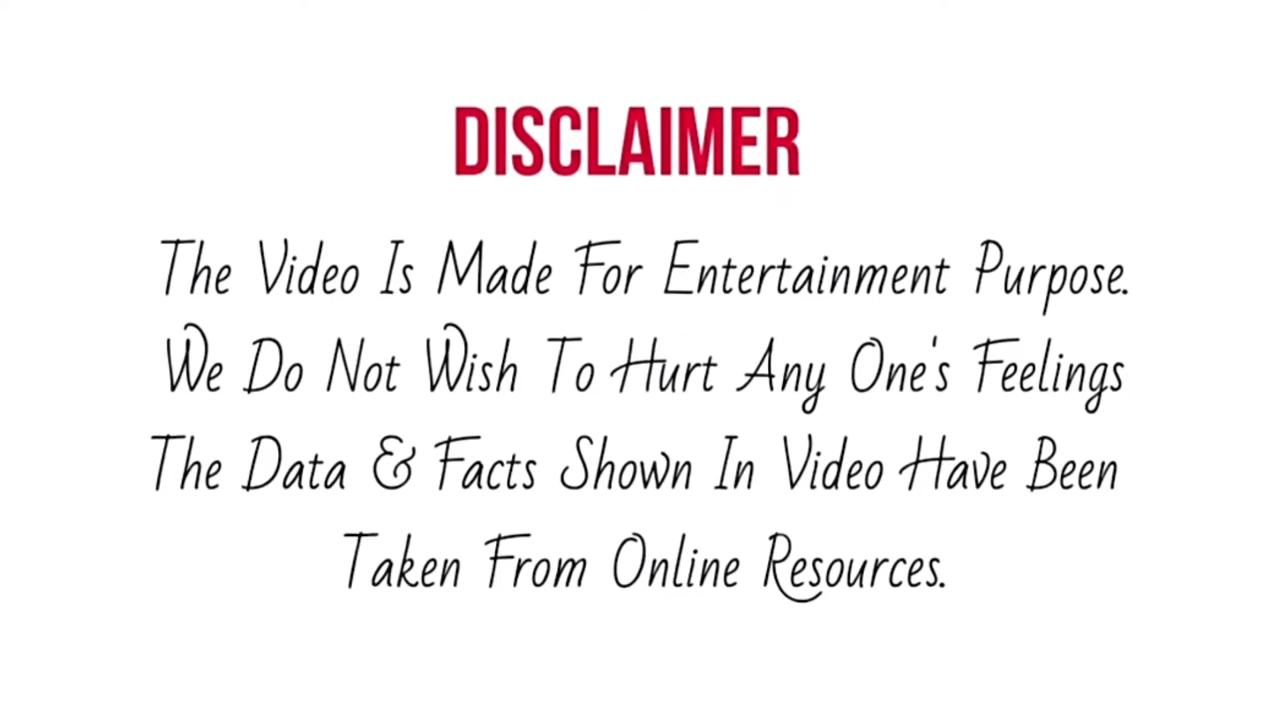 DISCLAIMER
The Video Is Made For Entertainment Purpose.
We Do Not Wish To Hurt Any One's Feelings
The Data & Facts Shown In Video Have Been
Taken From Online Resources.